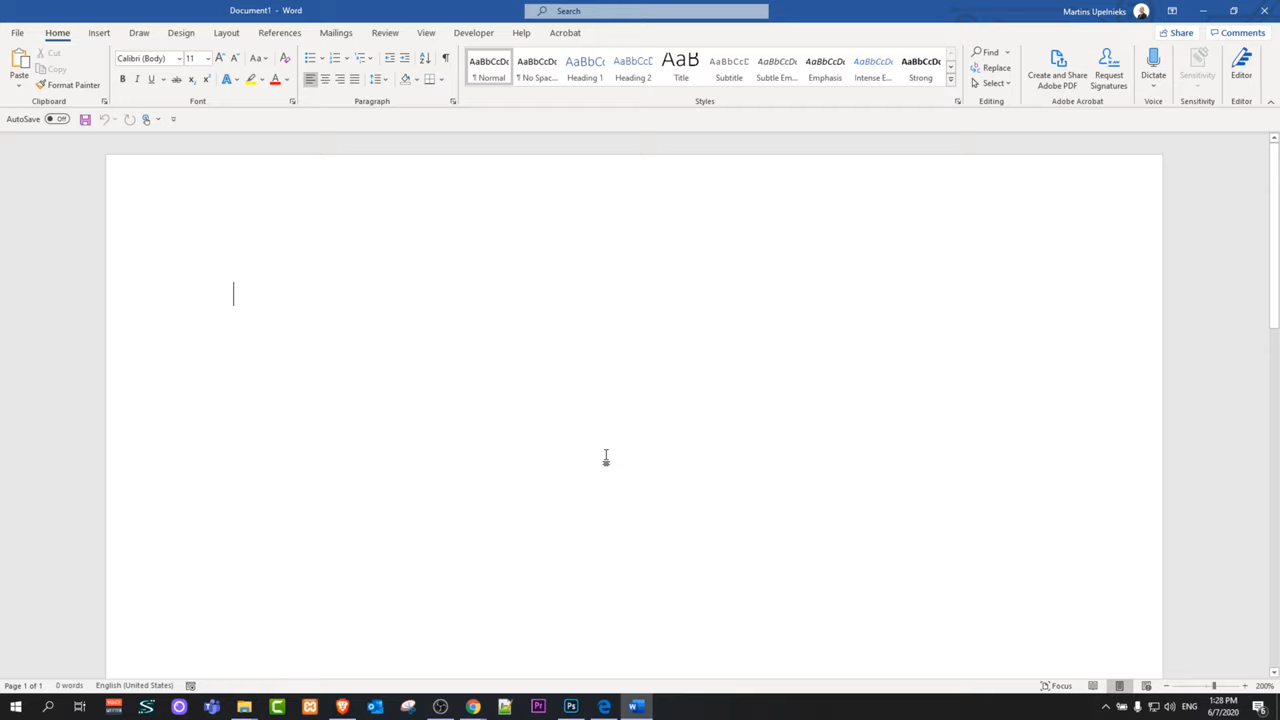 Document1 - Word
Search
Martins Upelnieks
File Home Insert Draw Design Layout References Mailings Review View Developer Help Acrobat
Share Comments
Paste
Cut
Copy
Format Painter
Clipboard
Calibri (Body) 11
Font
Paragraph
AaBbCcDc AaBbCcDc AaBbC( AaBbCcC AaB AaBbCcC AaBbCcDc AaBbCcDc AaBbCcDc AaBbCcDc
¶ Normal ¶ No Spac... Heading 1 Heading 2 Title Subtitle Subtle Em... Emphasis Intense E... Strong
Styles
Find
Replace
Select
Editing
Create and Share Adobe PDF
Request Signatures
Adobe Acrobat
Dictate
Voice
Sensitivity
Sensitivity
Editor
Editor
AutoSave Off
Page 1 of 1 0 words English (United States)
Focus
200%
ENG
1:28 PM
6/7/2020